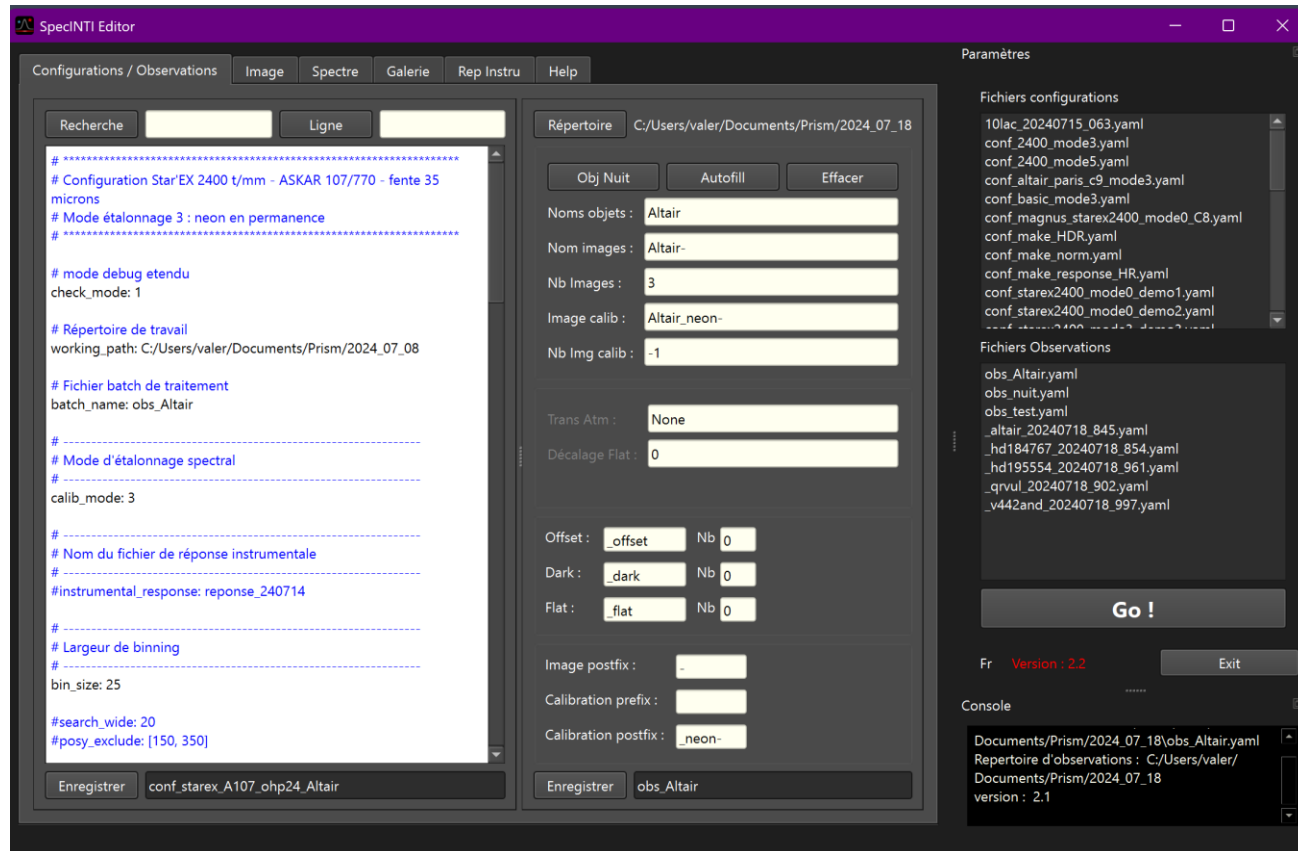 SpecINTI Editor
Configurations / Observations Image Spectre Galerie Rep Instru Help
Recherche Ligne
# ********************************************************************
# Configuration Star'EX 2400 t/mm - ASKAR 107/770 - fente 35
microns
# Mode étalonnage 3 : neon en permanence
# ********************************************************************
# mode debug etendu
check_mode: 1
# Répertoire de travail
working_path: C:/Users/valer/Documents/Prism/2024_07_08
# Fichier batch de traitement
batch_name: obs_Altair
# -------------------------------------------------------------
# Mode d'étalonnage spectral
# -------------------------------------------------------------
calib_mode: 3
# -------------------------------------------------------------
# Nom du fichier de réponse instrumentale
# -------------------------------------------------------------
#instrumental_response: reponse_240714
# -------------------------------------------------------------
# Largeur de binning
# -------------------------------------------------------------
bin_size: 25
#search_wide: 20
#posy_exclude: [150, 350]
Enregistrer conf_starex_A107_ohp24_Altair
Répertoire C:/Users/valer/Documents/Prism/2024_07_18
Obj Nuit Autofill Effacer
Noms objets : Altair
Nom images : Altair-
Nb Images : 3
Image calib : Altair_neon-
Nb Img calib : -1
Trans Atm : None
Décalage Flat : 0
Offset : _offset Nb 0
Dark : _dark Nb 0
Flat : _flat Nb 0
Image postfix : -
Calibration prefix :
Calibration postfix : _neon-
Enregistrer obs_Altair
Paramètres
Fichiers configurations
10lac_20240715_063.yaml
conf_2400_mode3.yaml
conf_2400_mode5.yaml
conf_altair_paris_c9_mode3.yaml
conf_basic_mode3.yaml
conf_magnus_starex2400_mode0_C8.yaml
conf_make_HDR.yaml
conf_make_norm.yaml
conf_make_response_HR.yaml
conf_starex2400_mode0_demo1.yaml
conf_starex2400_mode0_demo2.yaml
Fichiers Observations
obs_Altair.yaml
obs_nuit.yaml
obs_test.yaml
_altair_20240718_845.yaml
_hd184767_20240718_854.yaml
_hd195554_20240718_961.yaml
_qrvul_20240718_902.yaml
_v442and_20240718_997.yaml
Go !
Fr Version : 2.2 Exit
Console
Documents/Prism/2024_07_18\obs_Altair.yaml
Repertoire d'observations : C:/Users/valer/
Documents/Prism/2024_07_18
version : 2.1